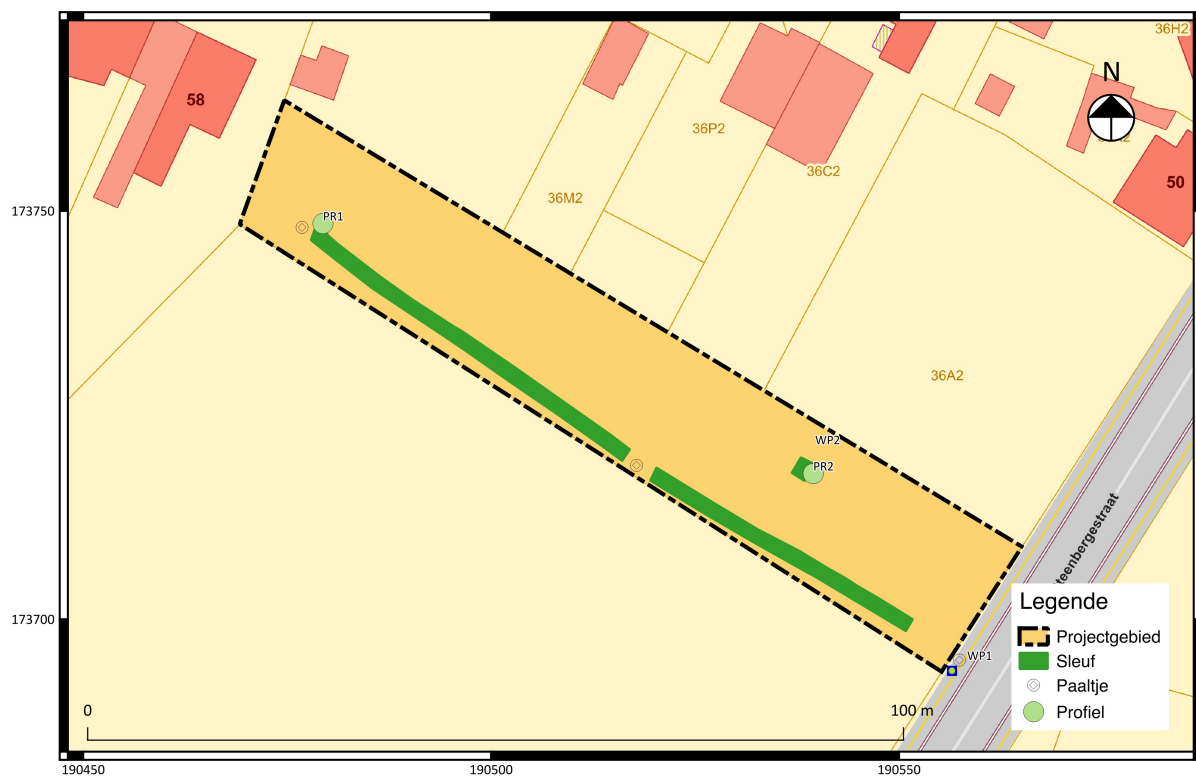 36H2
N
58
36P2
36C2
50
36M2
173750
PR1
36A2
WP2
PR2
Legende
173700
Projectgebied
WP1
Sleuf
Paaltje
0
100 m
Profiel
190450
190500
190550